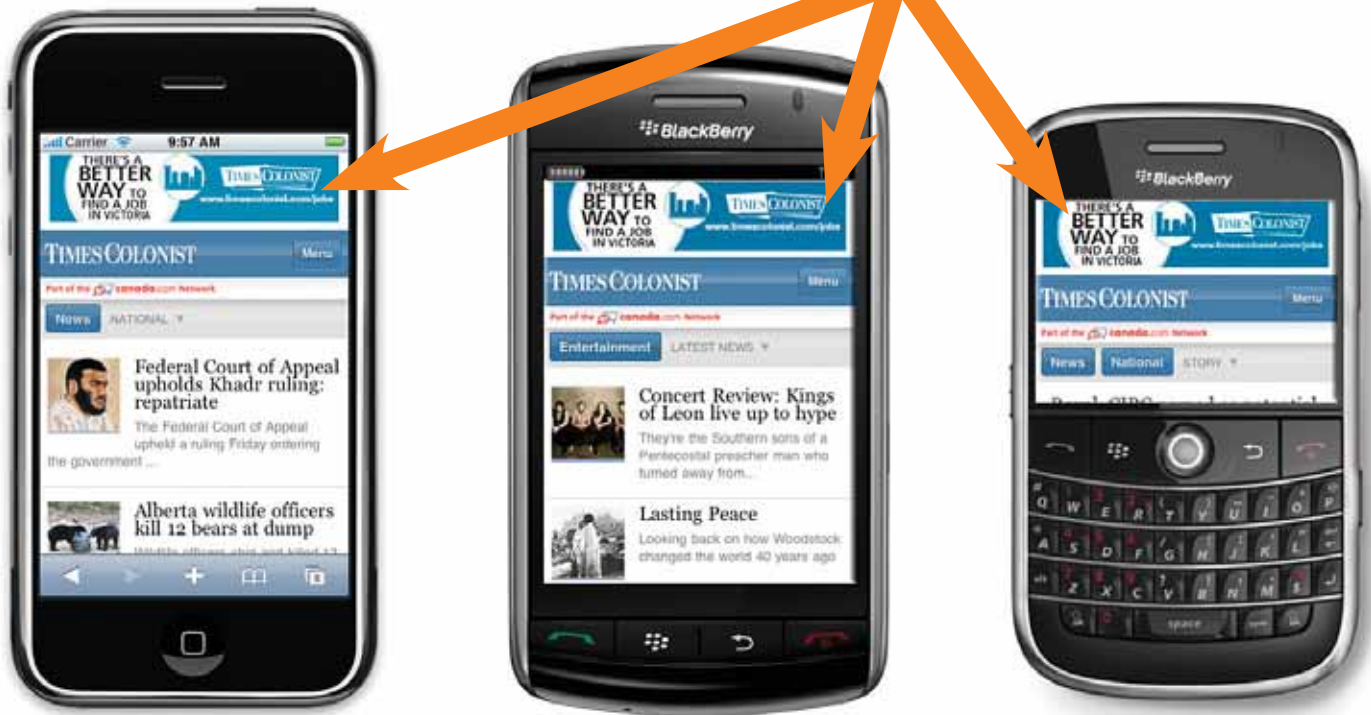 Carrier 9:57 AM
THERE'S A
BETTER
WAY TO
FIND A JOB
IN VICTORIA
TIMES COLONIST
www.timescolonist.com/jobs
TIMES COLONIST Menu
Part of the canada.com Network
News NATIONAL
Federal Court of Appeal
upholds Khadr ruling:
repatriate
The Federal Court of Appeal
upheld a ruling Friday ordering
the government ...
Alberta wildlife officers
kill 12 bears at dump
BlackBerry
THERE'S A
BETTER
WAY TO
FIND A JOB
IN VICTORIA
TIMES COLONIST
www.timescolonist.com/jobs
TIMES COLONIST Menu
Part of the canada.com Network
Entertainment LATEST NEWS
Concert Review: Kings
of Leon live up to hype
They're the Southern sons of a
Pentecostal preacher man who
turned away from...
Lasting Peace
Looking back on how Woodstock
changed the world 40 years ago
BlackBerry
THERE'S A
BETTER
WAY TO
FIND A JOB
IN VICTORIA
TIMES COLONIST
www.timescolonist.com/jobs
TIMES COLONIST Menu
Part of the canada.com Network
News National STORY
Q W E R T Y U I O P
A S D F G H J K L
alt Z X C V B N M $
space